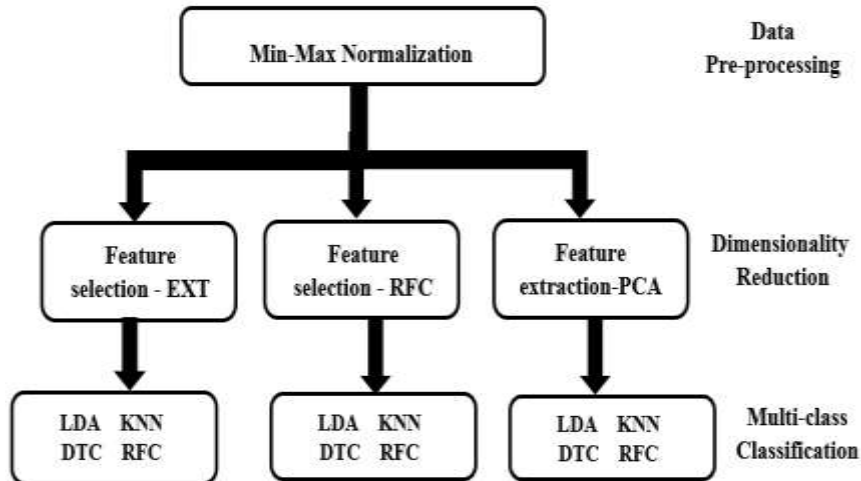 Min-Max Normalization
Data
Pre-processing
Feature
selection - EXT
Feature
selection - RFC
Feature
extraction-PCA
Dimensionality
Reduction
LDA KNN
DTC RFC
LDA KNN
DTC RFC
LDA KNN
DTC RFC
Multi-class
Classification